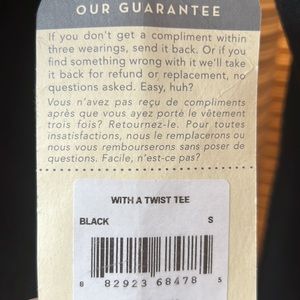 OUR GUARANTEE
If you don't get a compliment within
three wearings, send it back. Or if you
find something wrong with it we'll take
it back for refund or replacement, no
questions asked. Easy, huh?
Vous n'avez pas reçu de compliments
après que vous ayez porté le vêtement
trois fois? Retournez-le. Pour toutes
insatisfactions, nous le remplacerons ou
nous vous rembourserons sans poser de
questions. Facile, n'est-ce pas?
WITH A TWIST TEE
BLACK S
8 82923 68478 5